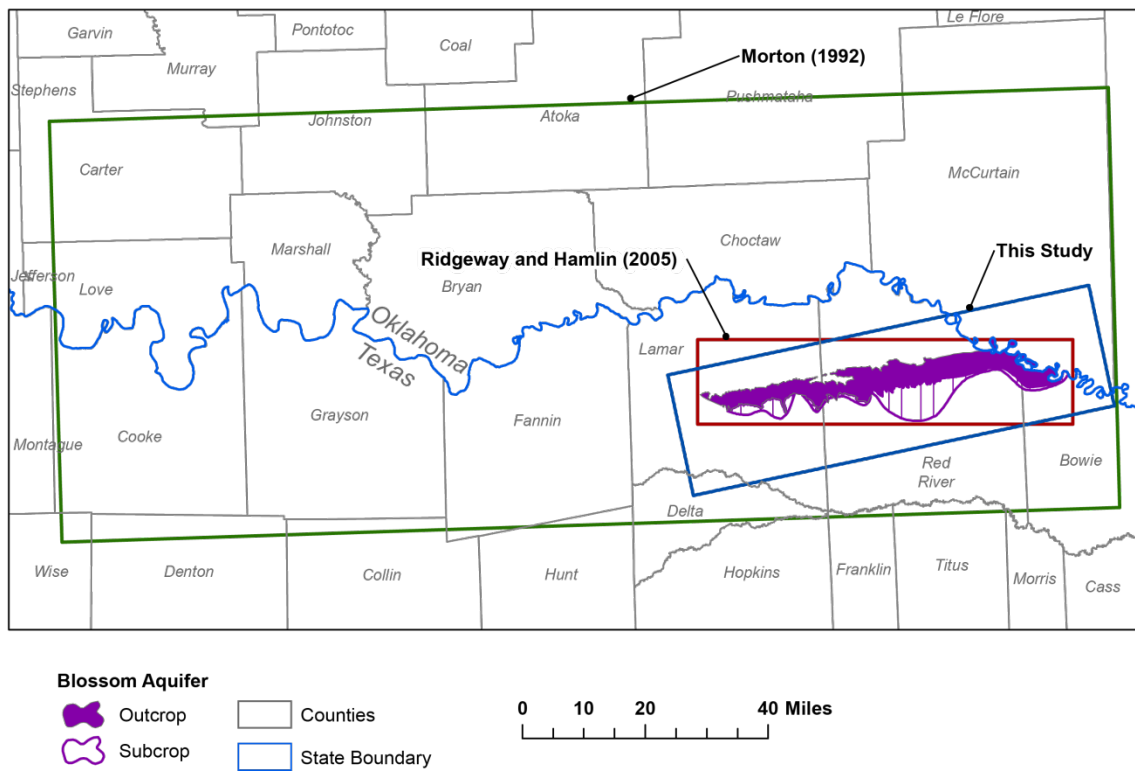 Le Flore
Garvin
Pontotoc
Coal
Murray
Morton (1992)
Stephens
Pushmataha
Johnston
Atoka
Carter
McCurtain
Marshall
Choctaw
Ridgeway and Hamlin (2005)
This Study
Jefferson
Love
Bryan
Oklahoma
Texas
Lamar
Grayson
Fannin
Cooke
Montague
Bowie
Red
River
Delta
Wise
Denton
Collin
Hunt
Hopkins
Franklin
Titus
Morris
Cass
Blossom Aquifer
Outcrop
Counties
Subcrop
State Boundary
0 10 20 40 Miles